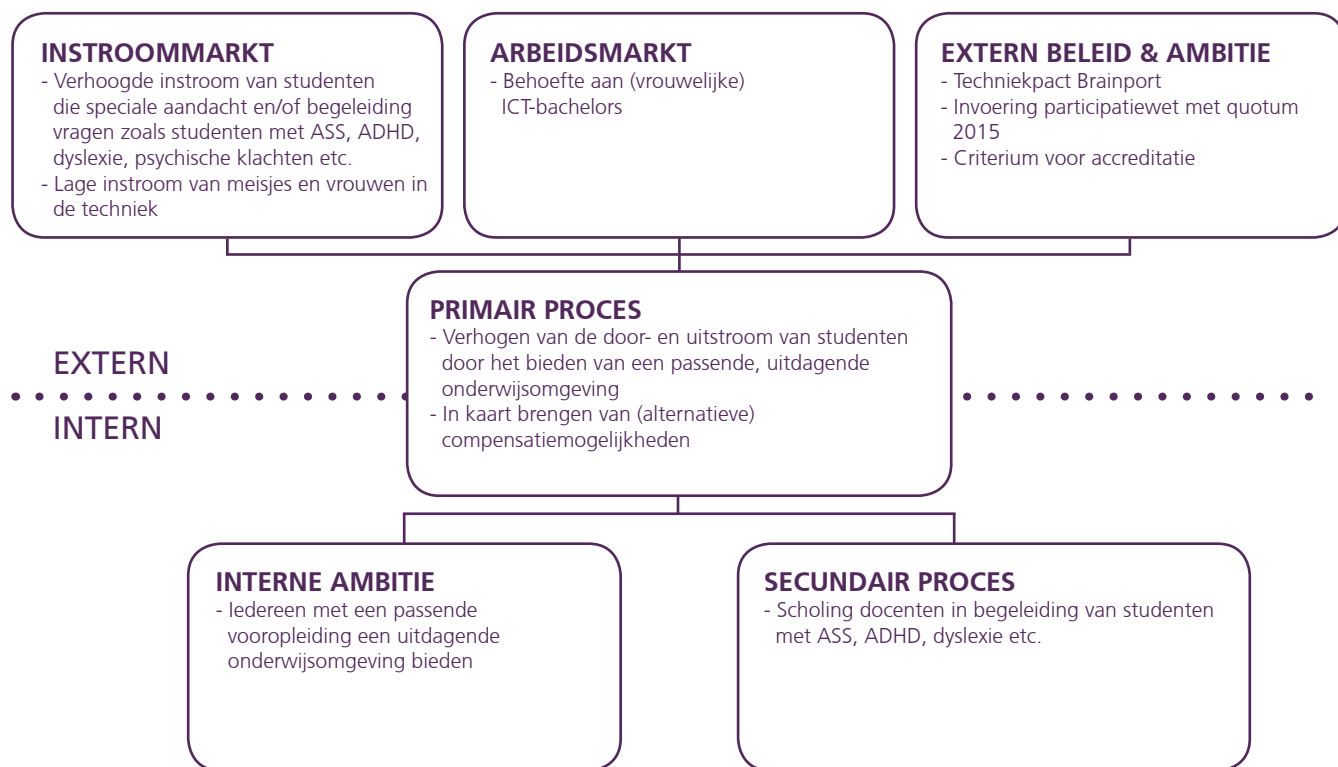 INSTROOMMARKT
- Verhoogde instroom van studenten
die speciale aandacht en/of begeleiding
vragen zoals studenten met ASS, ADHD,
dyslexie, psychische klachten etc.
- Lage instroom van meisjes en vrouwen in
de techniek
ARBEIDSMARKT
- Behoefte aan (vrouwelijke)
ICT-bachelors
EXTERN BELEID & AMBITIE
- Techniekpact Brainport
- Invoering participatiewet met quotum
2015
- Criterium voor accreditatie
PRIMAIR PROCES
- Verhogen van de door- en uitstroom van studenten
door het bieden van een passende, uitdagende
onderwijsomgeving
- In kaart brengen van (alternatieve)
compensatiemogelijkheden
EXTERN
INTERN
INTERNE AMBITIE
- Iedereen met een passende
vooropleiding een uitdagende
onderwijsomgeving bieden
SECUNDAIR PROCES
- Scholing docenten in begeleiding van studenten
met ASS, ADHD, dyslexie etc.